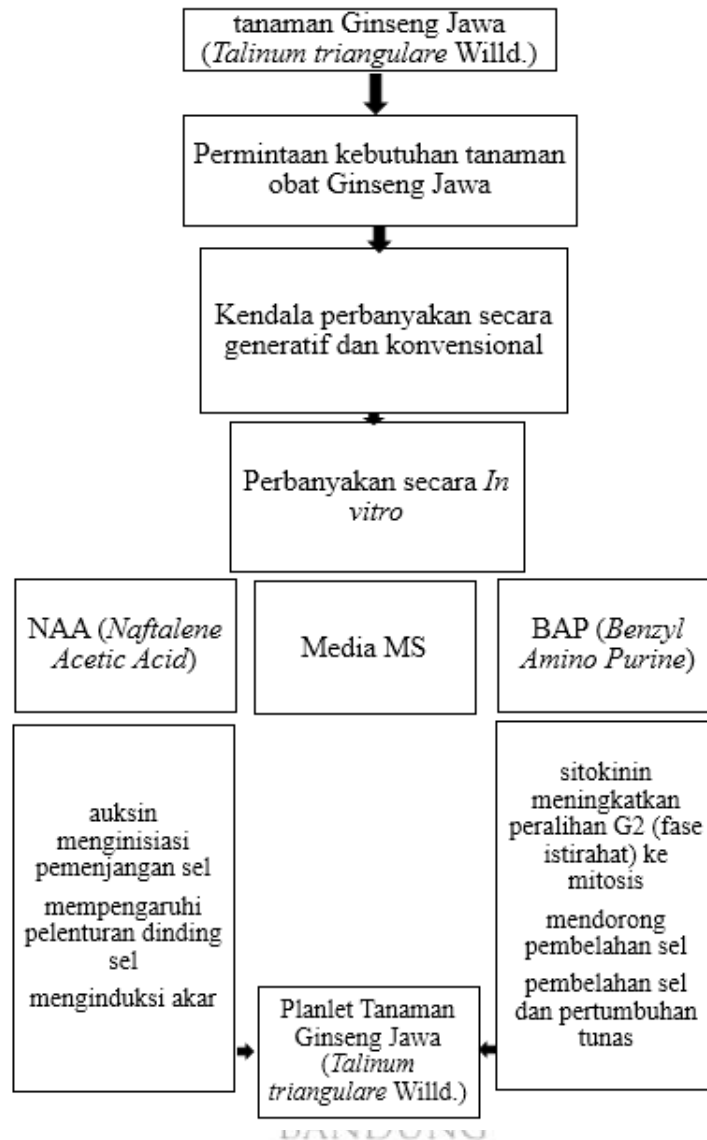 tanaman Ginseng Jawa
(Talinum triangulare Willd.)
Permintaan kebutuhan tanaman
obat Ginseng Jawa
Kendala perbanyakan secara
generatif dan konvensional
Perbanyakan secara In
vitro
NAA (Naftalene
Acetic Acid)
Media MS
BAP (Benzyl
Amino Purine)
auksin
menginisiasi
pemenjangan sel
mempengaruhi
pelenturan dinding
sel
menginduksi akar
sitokinin
meningkatkan
peralihan G2 (fase
istirahat) ke
mitosis
mendorong
pembelahan sel
pembelahan sel
dan pertumbuhan
tunas
Planlet Tanaman
Ginseng Jawa
(Talinum
triangulare Willd.)
BANDUNG